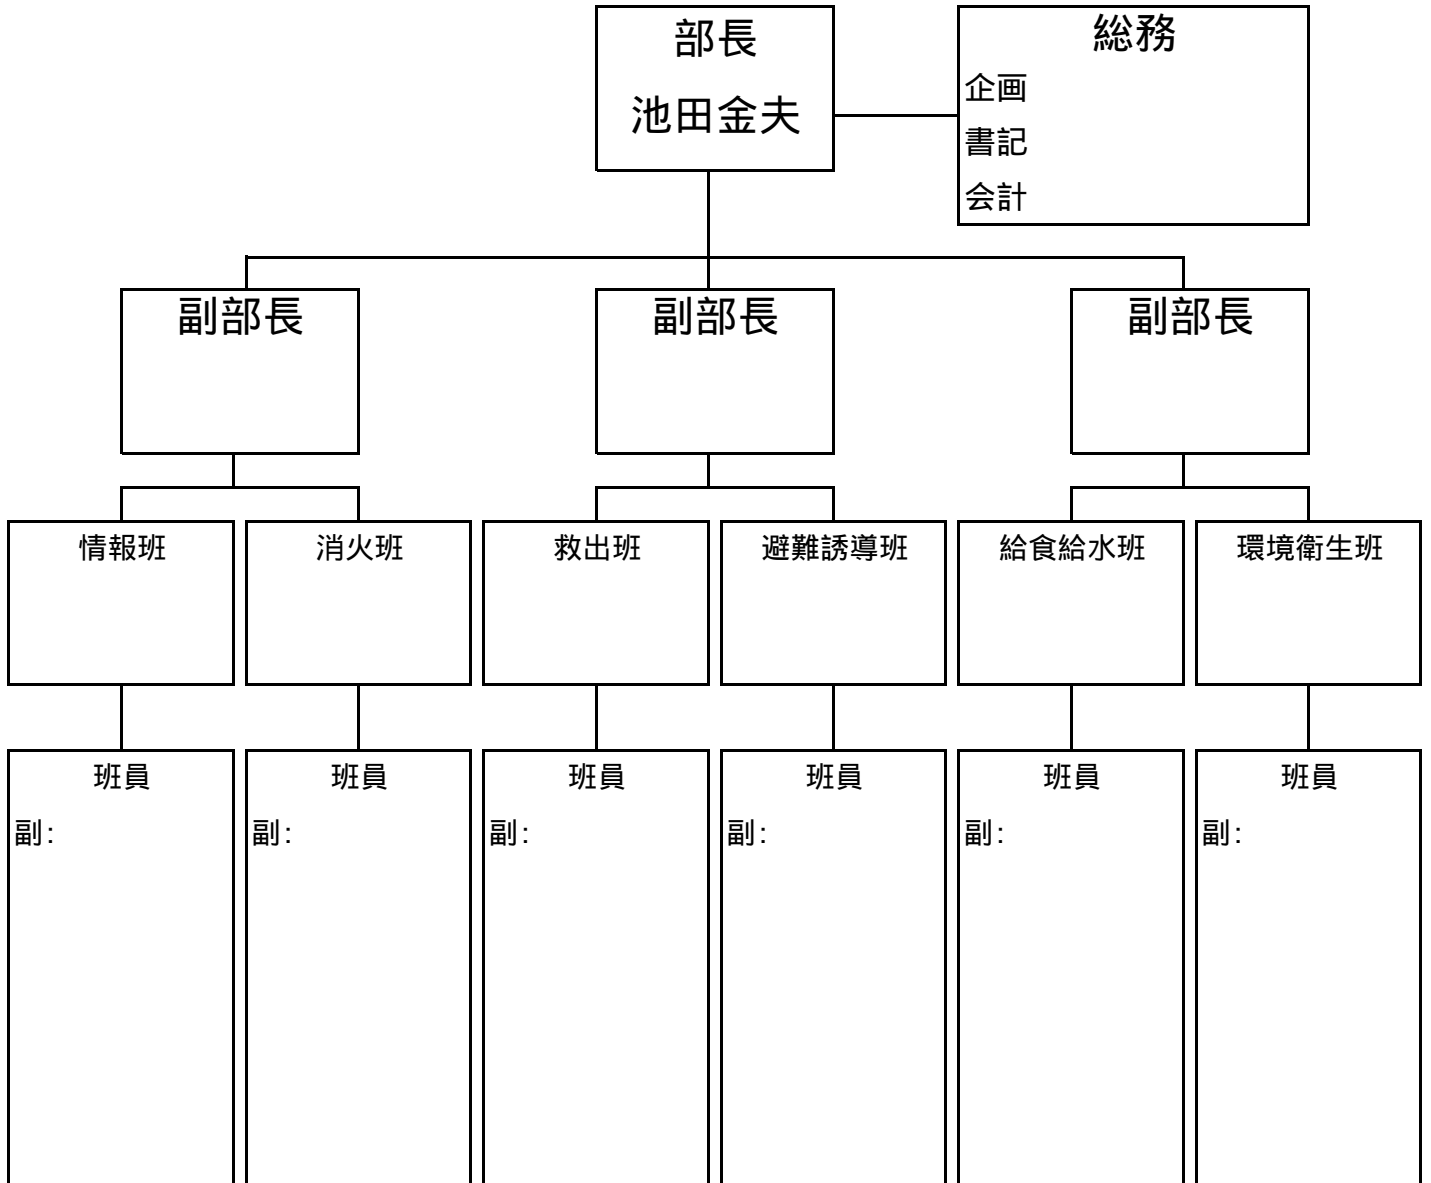 部長
池田金夫
総務
企画
書記
会計
副部長
副部長
副部長
情報班
消火班
救出班
避難誘導班
給食給水班
環境衛生班
班員
副:
班員
副:
班員
副:
班員
副:
班員
副:
班員
副: